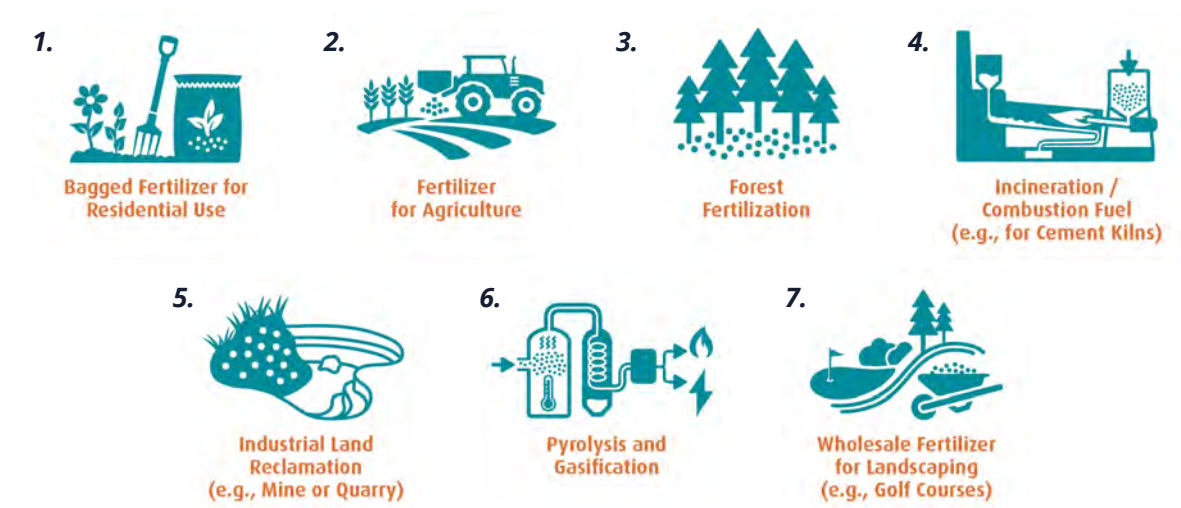 1.
Bagged Fertilizer for
Residential Use
2.
Fertilizer
for Agriculture
3.
Forest
Fertilization
4.
Incineration /
Combustion Fuel
(e.g., for Cement Kilns)
5.
Industrial Land
Reclamation
(e.g., Mine or Quarry)
6.
Pyrolysis and
Gasification
7.
Wholesale Fertilizer
for Landscaping
(e.g., Golf Courses)